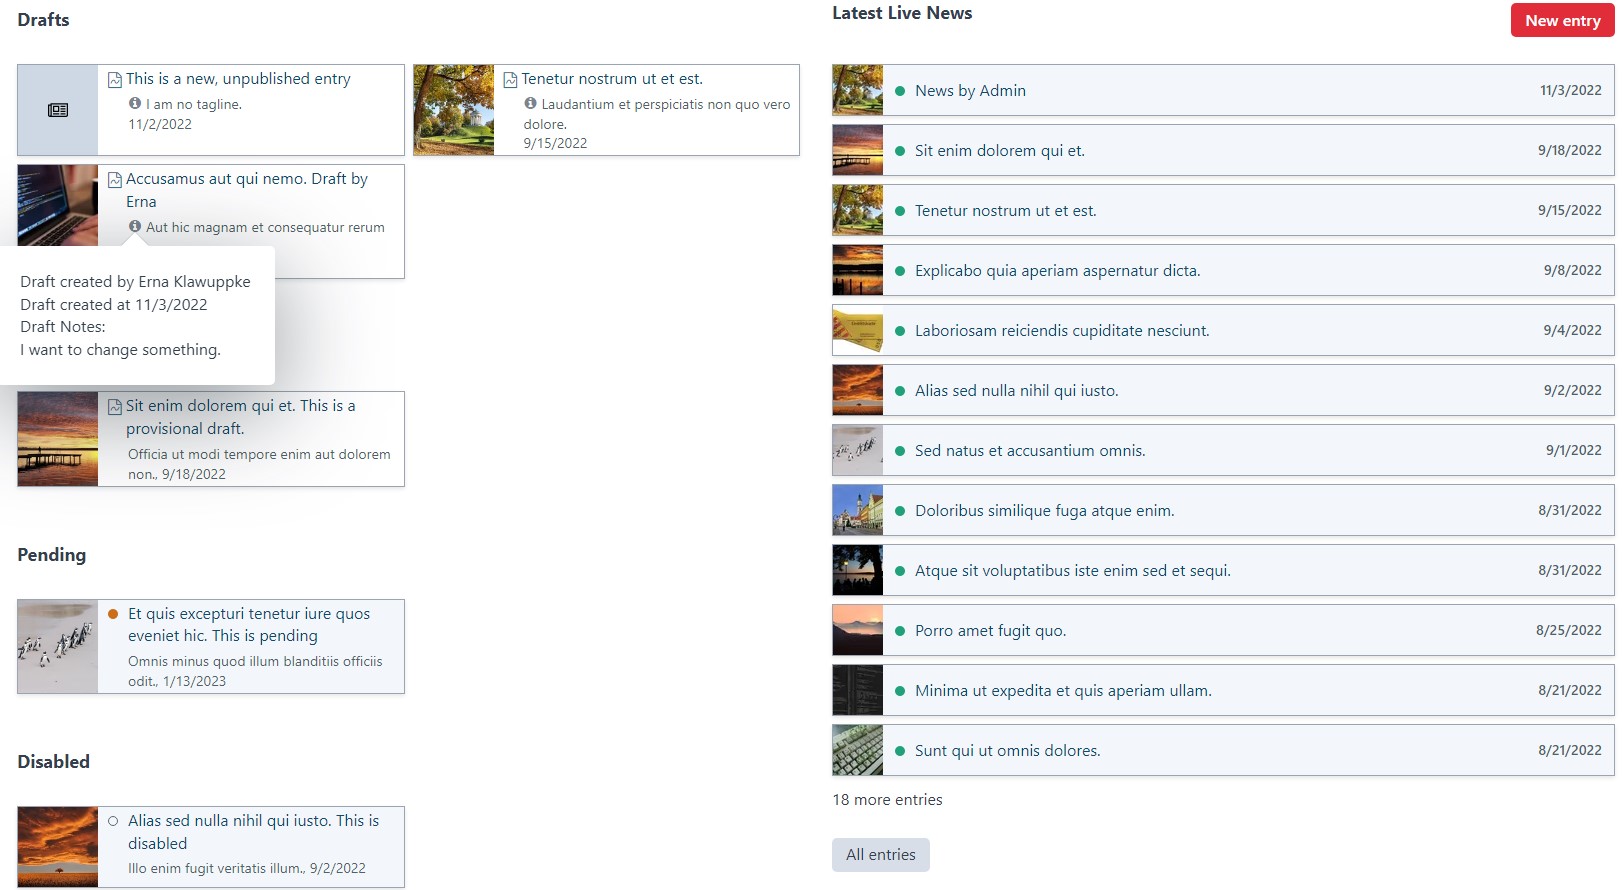 Drafts
This is a new, unpublished entry
I am no tagline.
11/2/2022
Tenetur nostrum ut et est.
Laudantium et perspiciatis non quo vero
dolore.
9/15/2022
Accusamus aut qui nemo. Draft by
Erna
Aut hic magnam et consequatur rerum
Draft created by Erna Klawuppke
Draft created at 11/3/2022
Draft Notes:
I want to change something.
Sit enim dolorem qui et. This is a
provisional draft.
Officia ut modi tempore enim aut dolorem
non., 9/18/2022
Pending
Et quis excepturi tenetur iure quos
eveniet hic. This is pending
Omnis minus quod illum blanditiis officiis
odit., 1/13/2023
Disabled
Alias sed nulla nihil qui iusto. This is
disabled
Illo enim fugit veritatis illum., 9/2/2022
Latest Live News
New entry
News by Admin 11/3/2022
Sit enim dolorem qui et. 9/18/2022
Tenetur nostrum ut et est. 9/15/2022
Explicabo quia aperiam aspernatur dicta. 9/8/2022
Laboriosam reiciendis cupiditate nesciunt. 9/4/2022
Alias sed nulla nihil qui iusto. 9/2/2022
Sed natus et accusantium omnis. 9/1/2022
Doloribus similique fuga atque enim. 8/31/2022
Atque sit voluptatibus iste enim sed et sequi. 8/31/2022
Porro amet fugit quo. 8/25/2022
Minima ut expedita et quis aperiam ullam. 8/21/2022
Sunt qui ut omnis dolores. 8/21/2022
18 more entries
All entries